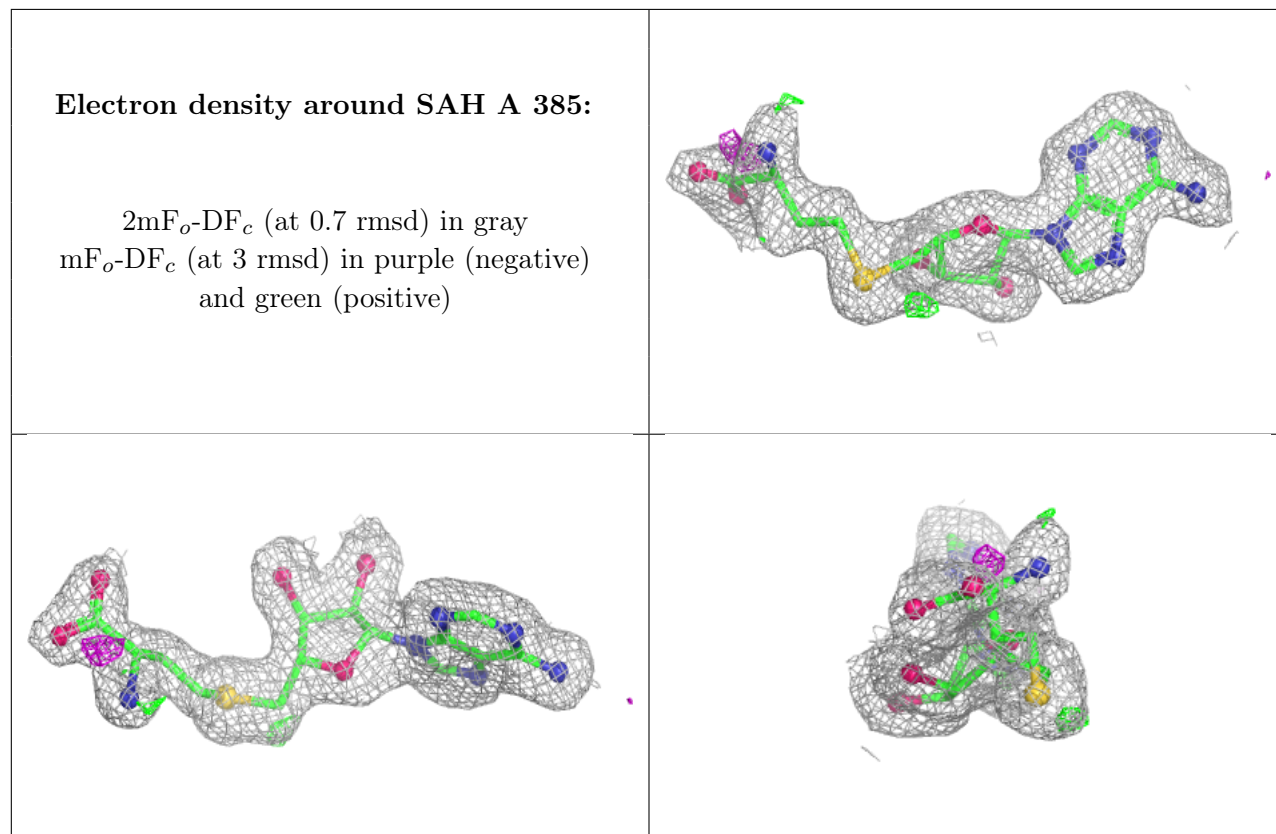 Electron density around SAH A 385:
2mFo-DFc (at 0.7 rmsd) in gray
mFo-DFc (at 3 rmsd) in purple (negative)
and green (positive)